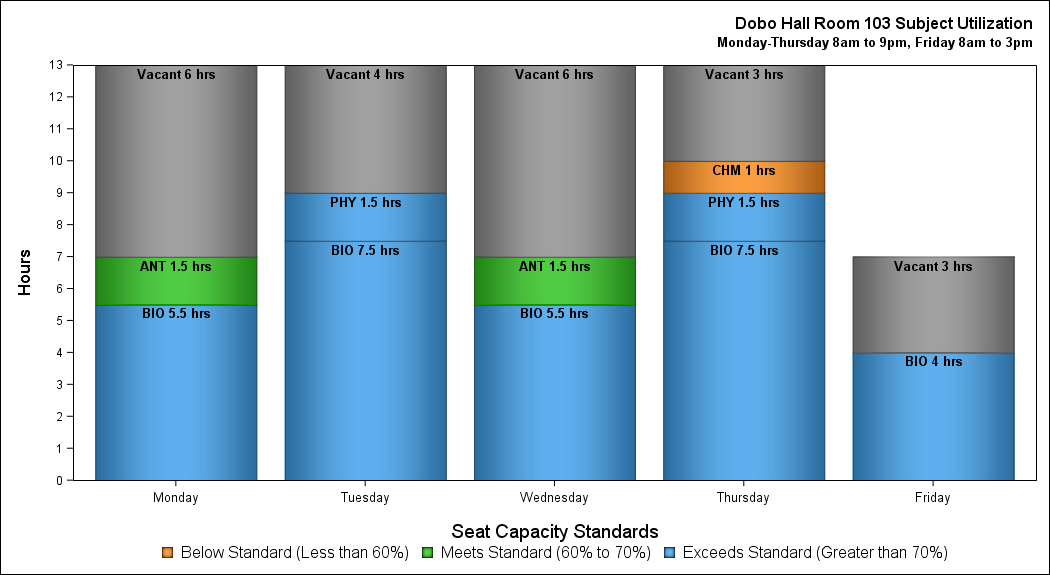 Dobo Hall Room 103 Subject Utilization
Monday-Thursday 8am to 9pm, Friday 8am to 3pm
Hours
13
12
11
10
9
8
7
6
5
4
3
2
1
0
Vacant 6 hrs
ANT 1.5 hrs
BIO 5.5 hrs
Vacant 4 hrs
PHY 1.5 hrs
BIO 7.5 hrs
Vacant 6 hrs
ANT 1.5 hrs
BIO 5.5 hrs
Vacant 3 hrs
CHM 1 hrs
PHY 1.5 hrs
BIO 7.5 hrs
Vacant 3 hrs
BIO 4 hrs
Monday Tuesday Wednesday Thursday Friday
Seat Capacity Standards
Below Standard (Less than 60%) Meets Standard (60% to 70%) Exceeds Standard (Greater than 70%)